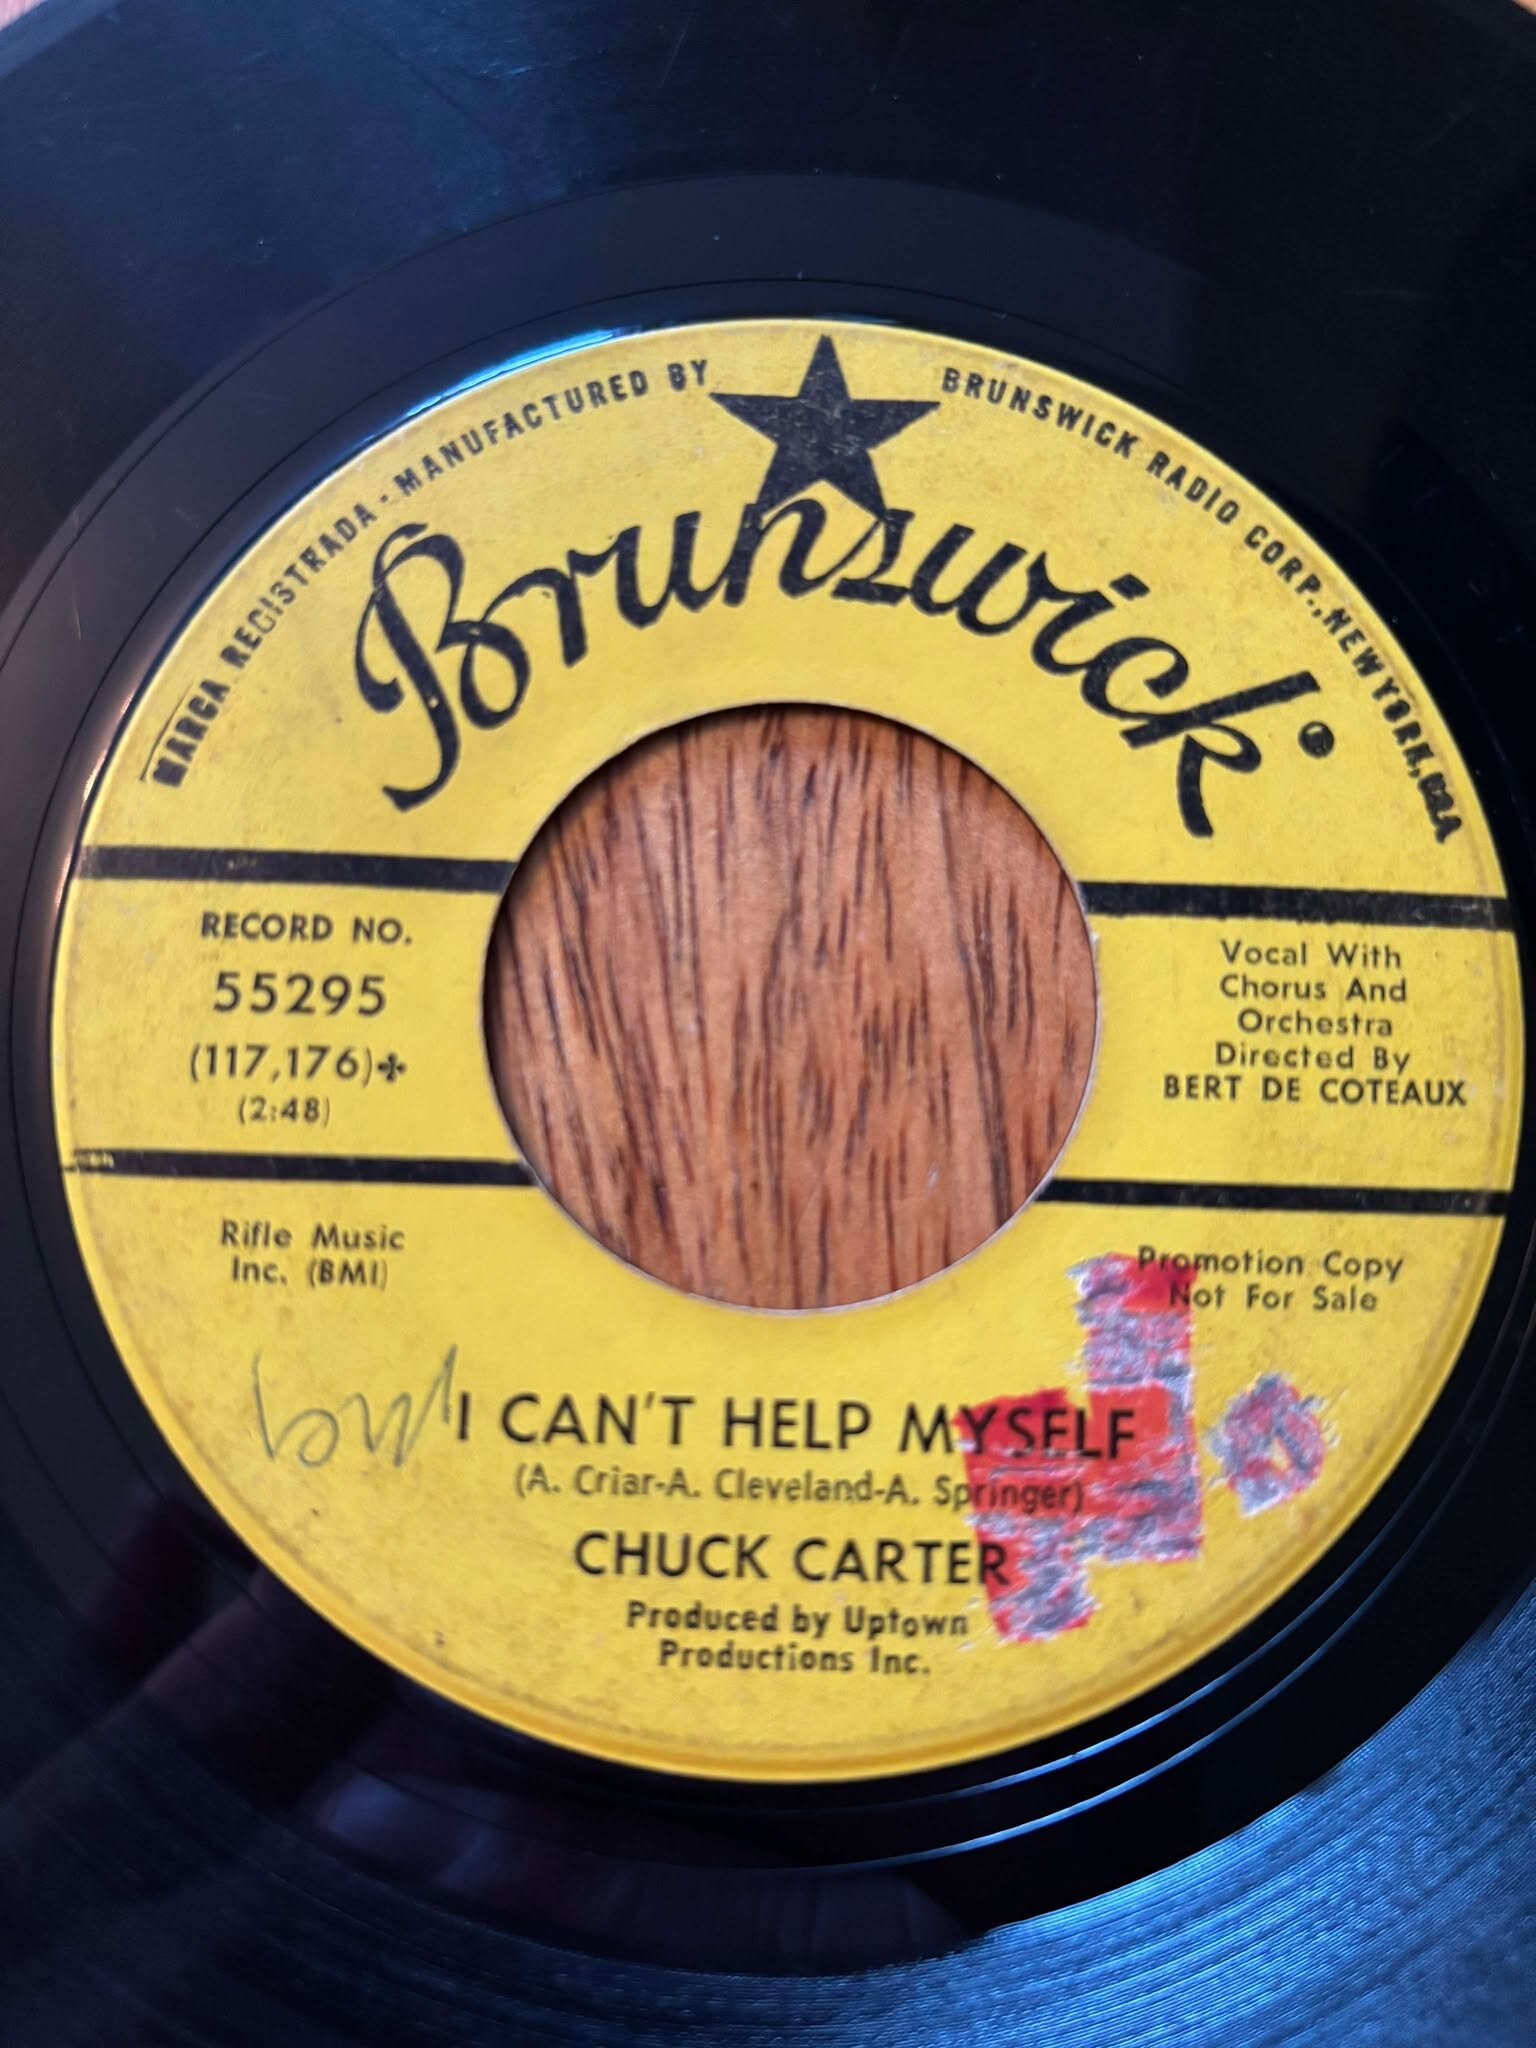 MARCA REGISTRADA - MANUFACTURED BY BRUNSWICK RADIO CORP., NEW YORK, USA
Brunswick®
RECORD NO.
55295
(117,176)✤
(2:48)
Vocal With
Chorus And
Orchestra
Directed By
BERT DE COTEAUX
Rifle Music
Inc. (BMI)
Promotion Copy
Not For Sale
I CAN'T HELP MYSELF
(A. Criar-A. Cleveland-A. Springer)
CHUCK CARTER
Produced by Uptown
Productions Inc.